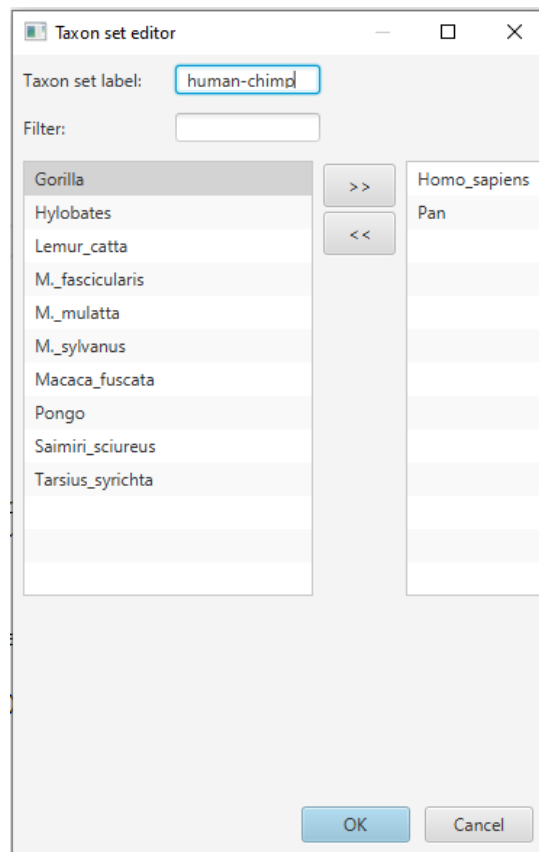 Taxon set editor
Taxon set label: human-chimp
Filter:
Gorilla
Hylobates
Lemur_catta
M._fascicularis
M._mulatta
M._sylvanus
Macaca_fuscata
Pongo
Saimiri_sciureus
Tarsius_syrichta
>>
<<
Homo_sapiens
Pan
OK Cancel